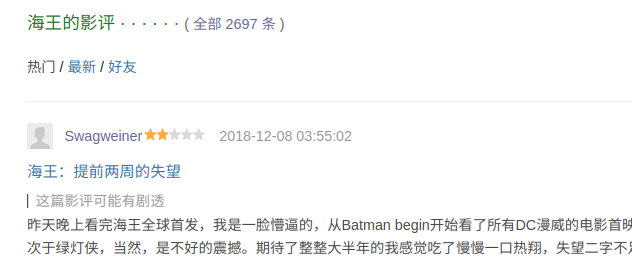 海王的影评 · · · · · · ( 全部 2697 条 )
热门 / 最新 / 好友
Swagweiner 2018-12-08 03:55:02
海王：提前两周的失望
这篇影评可能有剧透
昨天晚上看完海王全球首发，我是一脸懵逼的，从Batman begin开始看了所有DC漫威的电影首映
次于绿灯侠，当然，是不好的震撼。期待了整整大半年的我感觉吃了慢慢一口热翔，失望二字不足